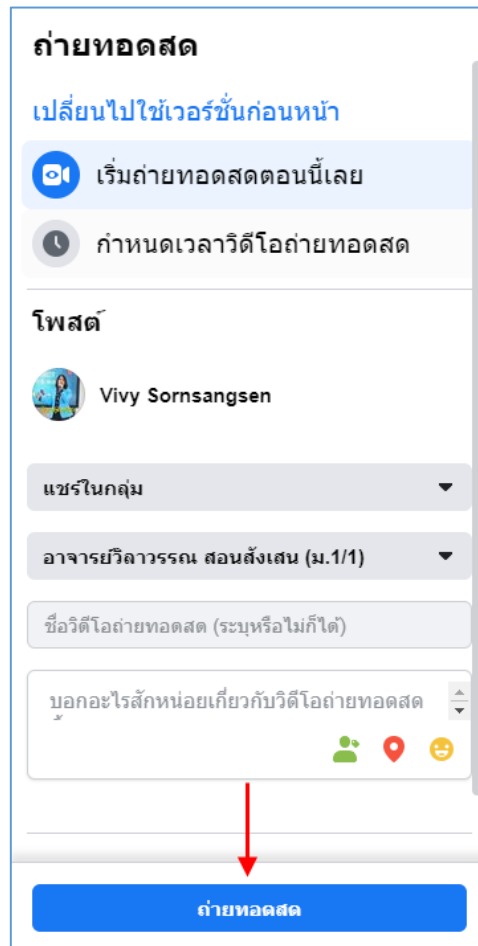 ถ่ายทอดสด
เปลี่ยนไปใช้เวอร์ชั่นก่อนหน้า
เริ่มถ่ายทอดสดตอนนี้เลย
กำหนดเวลาวิดีโอถ่ายทอดสด
โพสต์
Vivy Sornsangsen
แชร์ในกลุ่ม
อาจารย์วิลาวรรณ สอนสังเสน (ม.1/1)
ชื่อวิดีโอถ่ายทอดสด (ระบุหรือไม่ก็ได้)
บอกอะไรสักหน่อยเกี่ยวกับวิดีโอถ่ายทอดสด
ถ่ายทอดสด